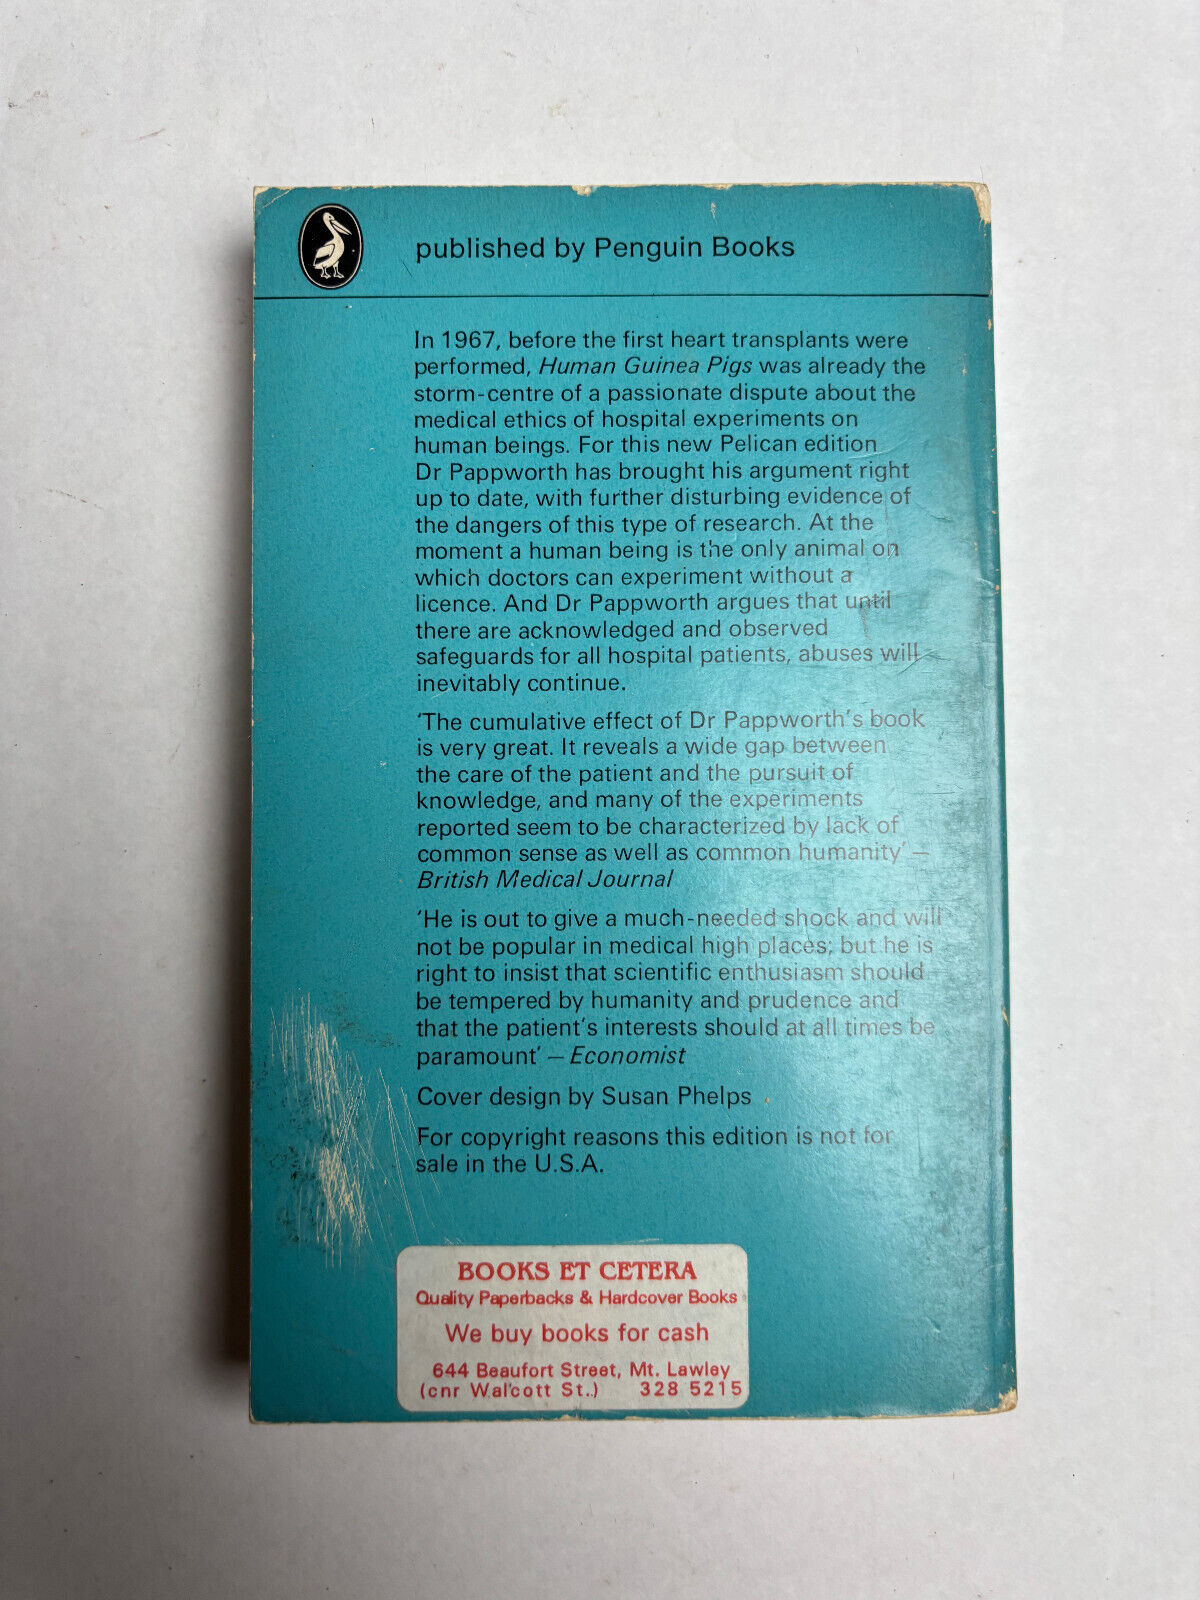 published by Penguin Books
In 1967, before the first heart transplants were
performed, Human Guinea Pigs was already the
storm-centre of a passionate dispute about the
medical ethics of hospital experiments on
human beings. For this new Pelican edition
Dr Pappworth has brought his argument right
up to date, with further disturbing evidence of
the dangers of this type of research. At the
moment a human being is the only animal on
which doctors can experiment without a
licence. And Dr Pappworth argues that until
there are acknowledged and observed
safeguards for all hospital patients, abuses will
inevitably continue.
'The cumulative effect of Dr Pappworth's book
is very great. It reveals a wide gap between
the care of the patient and the pursuit of
knowledge, and many of the experiments
reported seem to be characterized by lack of
common sense as well as common humanity' –
British Medical Journal
'He is out to give a much-needed shock and will
not be popular in medical high places; but he is
right to insist that scientific enthusiasm should
be tempered by humanity and prudence and
that the patient's interests should at all times be
paramount' – Economist
Cover design by Susan Phelps
For copyright reasons this edition is not for
sale in the U.S.A.
BOOKS ET CETERA
Quality Paperbacks & Hardcover Books
We buy books for cash
644 Beaufort Street, Mt. Lawley
(cnr Walcott St.) 328 5215